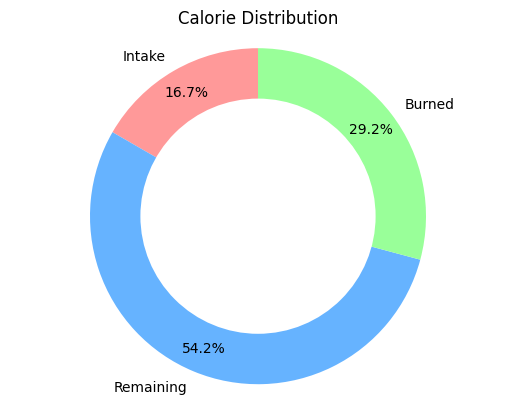 Calorie Distribution
Intake
16.7%
Burned
29.2%
54.2%
Remaining